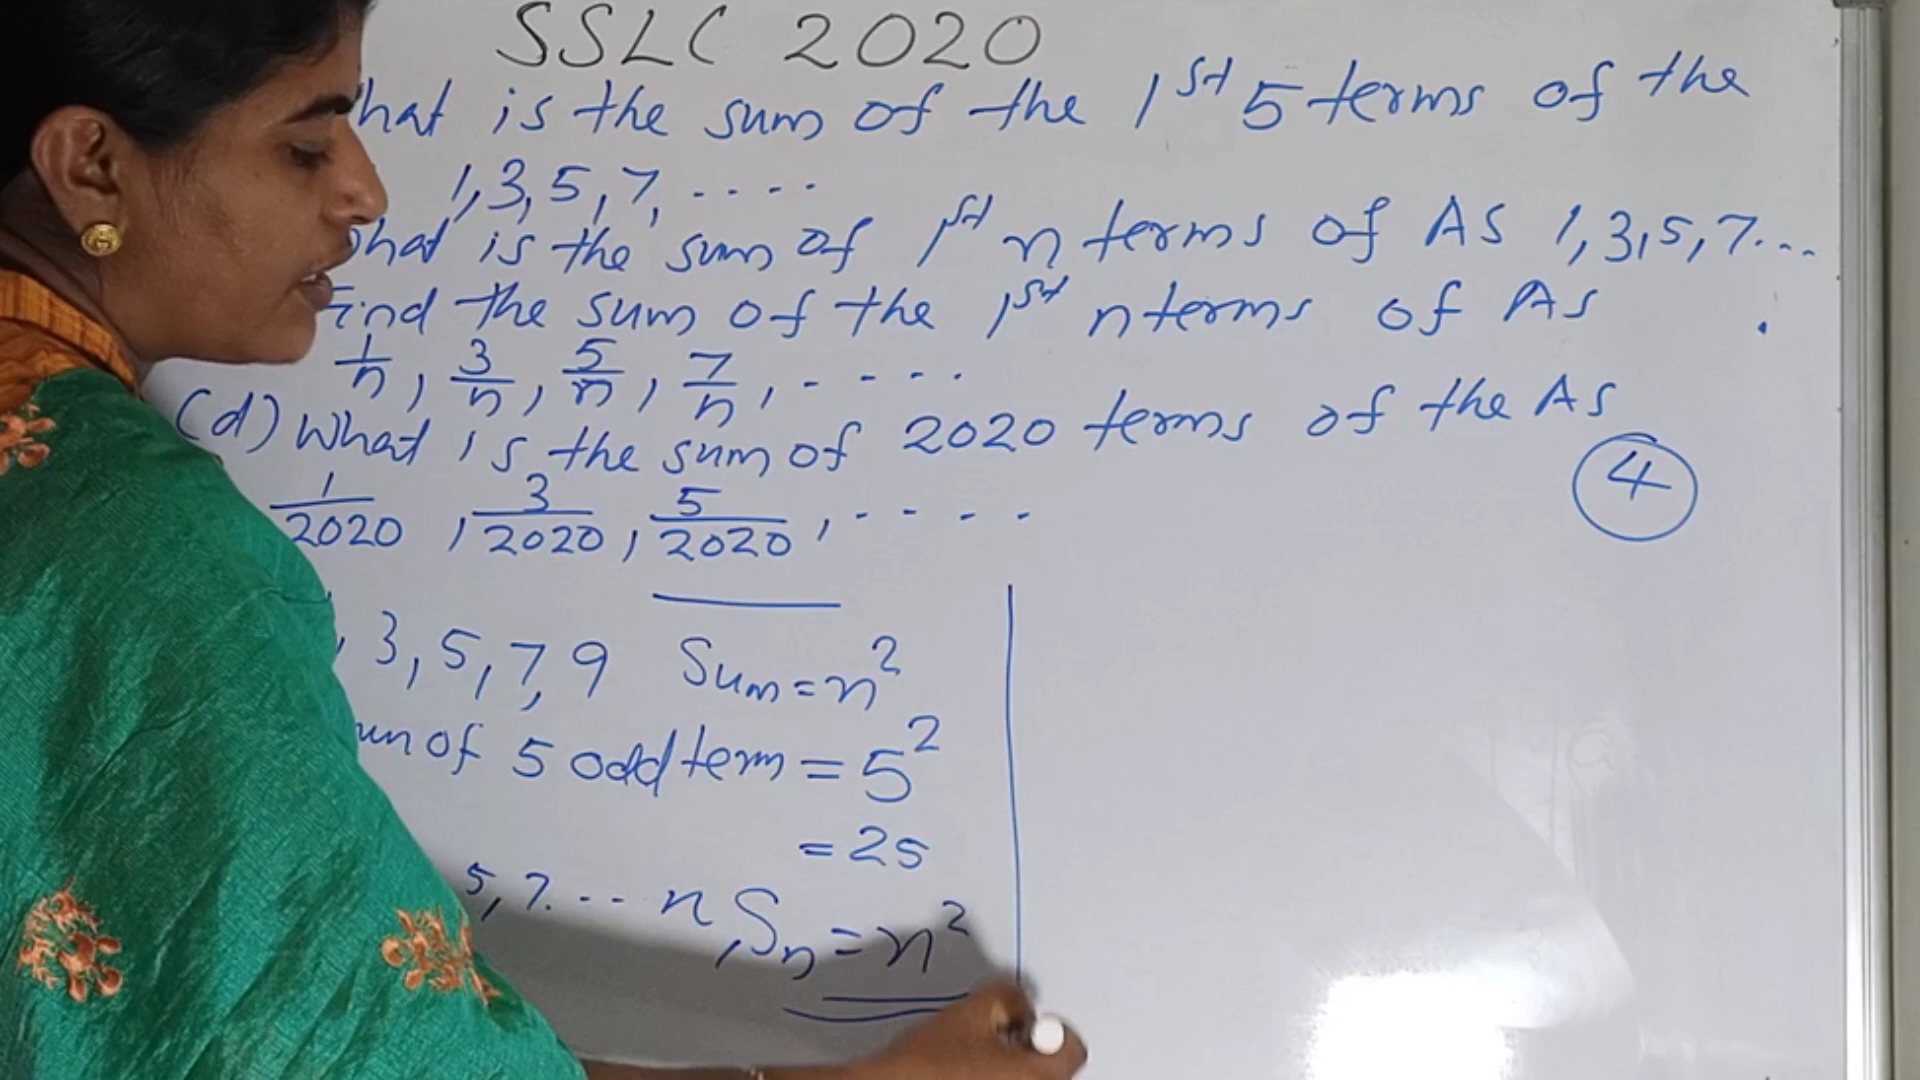 SSLC 2020
hat is the sum of the 1st 5 terms of the
1, 3, 5, 7, ....
hat is the sum of 1st n terms of AS 1, 3, 5, 7...
Find the sum of the 1st n terms of AS
1/n, 3/n, 5/n, 7/n, .....
(d) What is the sum of 2020 terms of the AS
4
1/2020, 3/2020, 5/2020, ....
, 3, 5, 7, 9 Sum = n²
um of 5 odd term = 5²
= 25
5, 7. ... n, Sn = n²